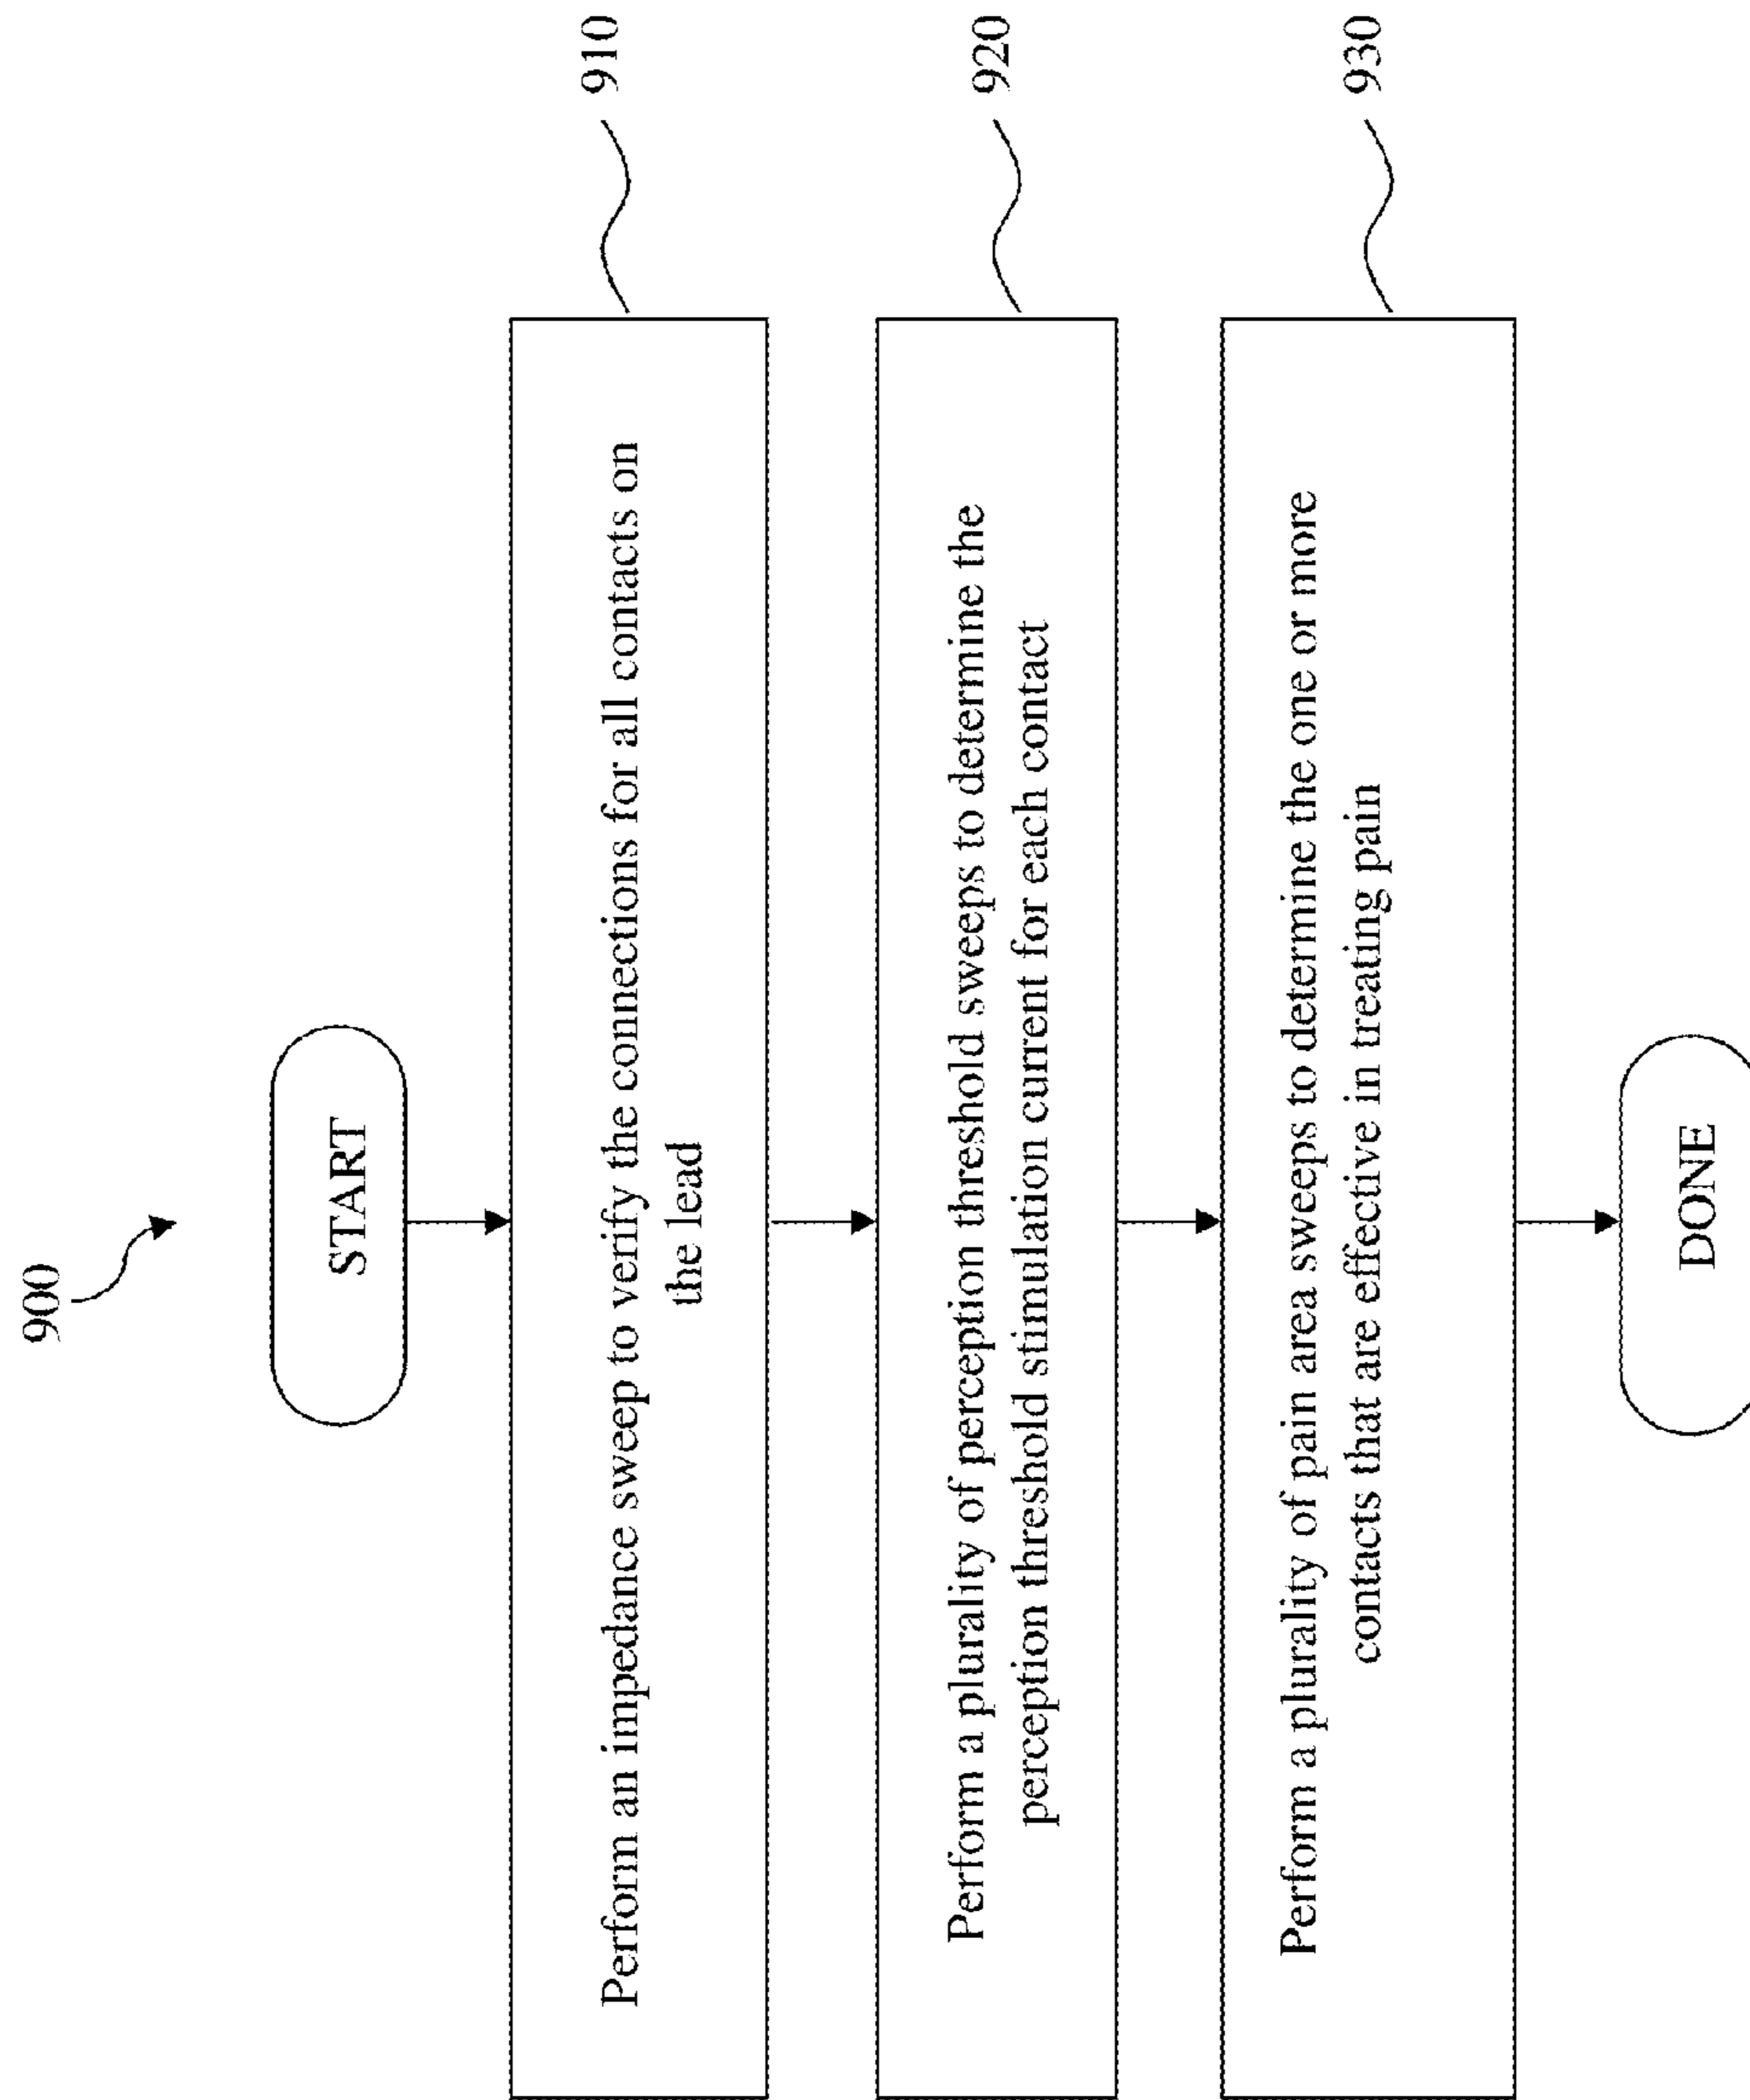 900
START
Perform an impedance sweep to verify the connections for all contacts on
the lead
910
Perform a plurality of perception threshold sweeps to determine the
perception threshold stimulation current for each contact
920
Perform a plurality of pain area sweeps to determine the one or more
contacts that are effective in treating pain
930
DONE